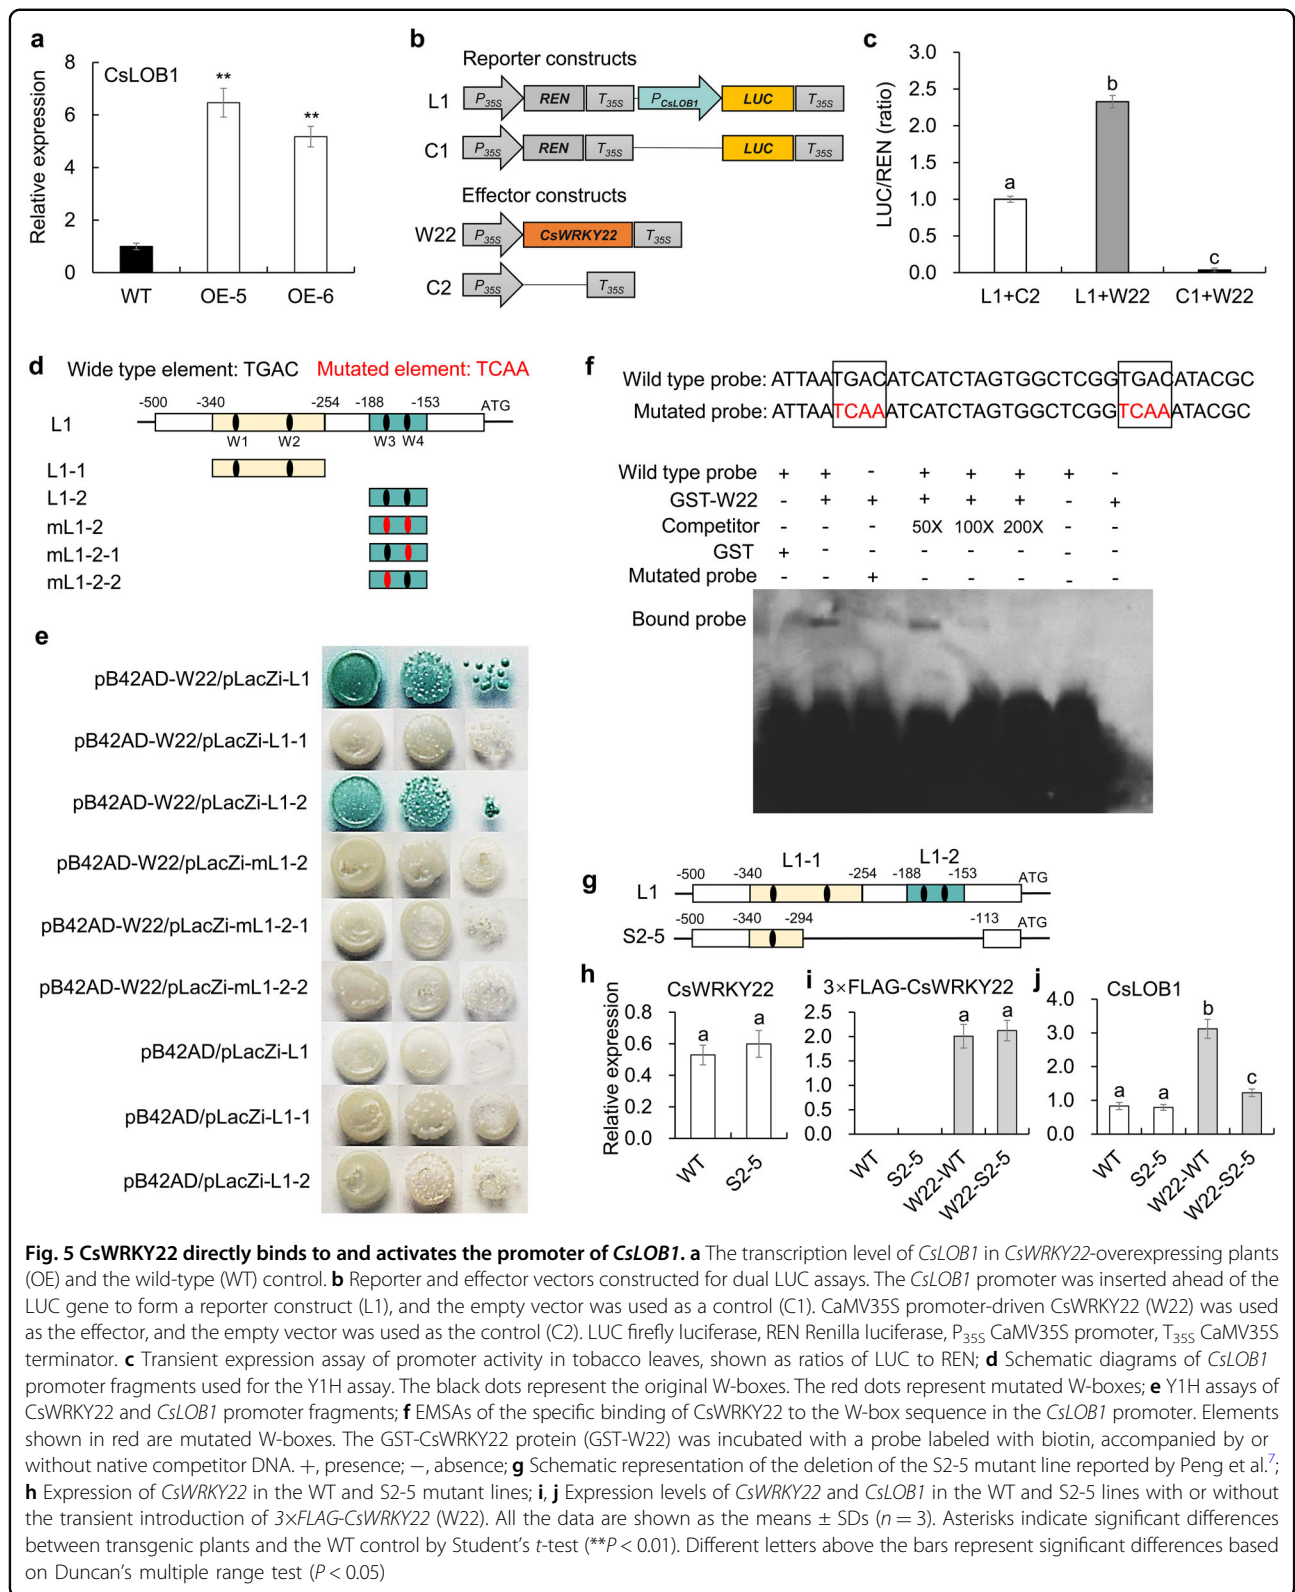 a
CsLOB1
Relative expression
8
6
4
2
0
**
**
WT OE-5 OE-6
b
Reporter constructs
L1 P35S REN T35S PCsLOB1 LUC T35S
C1 P35S REN T35S LUC T35S
Effector constructs
W22 P35S CsWRKY22 T35S
C2 P35S T35S
c
LUC/REN (ratio)
3.0
2.5
2.0
1.5
1.0
0.5
0.0
a
b
c
L1+C2 L1+W22 C1+W22
d
Wide type element: TGAC Mutated element: TCAA
-500 -340 -254 -188 -153 ATG
L1
W1 W2 W3 W4
L1-1
L1-2
mL1-2
mL1-2-1
mL1-2-2
e
pB42AD-W22/pLacZi-L1
pB42AD-W22/pLacZi-L1-1
pB42AD-W22/pLacZi-L1-2
pB42AD-W22/pLacZi-mL1-2
pB42AD-W22/pLacZi-mL1-2-1
pB42AD-W22/pLacZi-mL1-2-2
pB42AD/pLacZi-L1
pB42AD/pLacZi-L1-1
pB42AD/pLacZi-L1-2
f
Wild type probe: ATTAATGACATCATCTAGTGGCTCGGTGACATACGC
Mutated probe: ATTAATCAAATCATCTAGTGGCTCGGTCAAATACGC
Wild type probe + + - + + + + -
GST-W22 - + + + + + - +
Competitor - - - 50X 100X 200X - -
GST + - - - - - - -
Mutated probe - - + - - - - -
Bound probe
g
L1-1 L1-2
-500 -340 -254 -188 -153 ATG
L1
-500 -340 -294 -113 ATG
S2-5
h
CsWRKY22
Relative expression
0.8
0.6
0.4
0.2
0.0
a
a
WT S2-5
i
3×FLAG-CsWRKY22
2.5
2.0
1.5
1.0
0.5
0.0
a
a
WT S2-5 W22-WT W22-S2-5
j
CsLOB1
4.0
3.0
2.0
1.0
0.0
a
a
b
c
WT S2-5 W22-WT W22-S2-5
Fig. 5 CsWRKY22 directly binds to and activates the promoter of CsLOB1. a The transcription level of CsLOB1 in CsWRKY22-overexpressing plants
(OE) and the wild-type (WT) control. b Reporter and effector vectors constructed for dual LUC assays. The CsLOB1 promoter was inserted ahead of the
LUC gene to form a reporter construct (L1), and the empty vector was used as a control (C1). CaMV35S promoter-driven CsWRKY22 (W22) was used
as the effector, and the empty vector was used as the control (C2). LUC firefly luciferase, REN Renilla luciferase, P35S CaMV35S promoter, T35S CaMV35S
terminator. c Transient expression assay of promoter activity in tobacco leaves, shown as ratios of LUC to REN; d Schematic diagrams of CsLOB1
promoter fragments used for the Y1H assay. The black dots represent the original W-boxes. The red dots represent mutated W-boxes; e Y1H assays of
CsWRKY22 and CsLOB1 promoter fragments; f EMSAs of the specific binding of CsWRKY22 to the W-box sequence in the CsLOB1 promoter. Elements
shown in red are mutated W-boxes. The GST-CsWRKY22 protein (GST-W22) was incubated with a probe labeled with biotin, accompanied by or
without native competitor DNA. +, presence; −, absence; g Schematic representation of the deletion of the S2-5 mutant line reported by Peng et al.7;
h Expression of CsWRKY22 in the WT and S2-5 mutant lines; i, j Expression levels of CsWRKY22 and CsLOB1 in the WT and S2-5 lines with or without
the transient introduction of 3×FLAG-CsWRKY22 (W22). All the data are shown as the means ± SDs (n = 3). Asterisks indicate significant differences
between transgenic plants and the WT control by Student's t-test (**P < 0.01). Different letters above the bars represent significant differences based
on Duncan's multiple range test (P < 0.05)